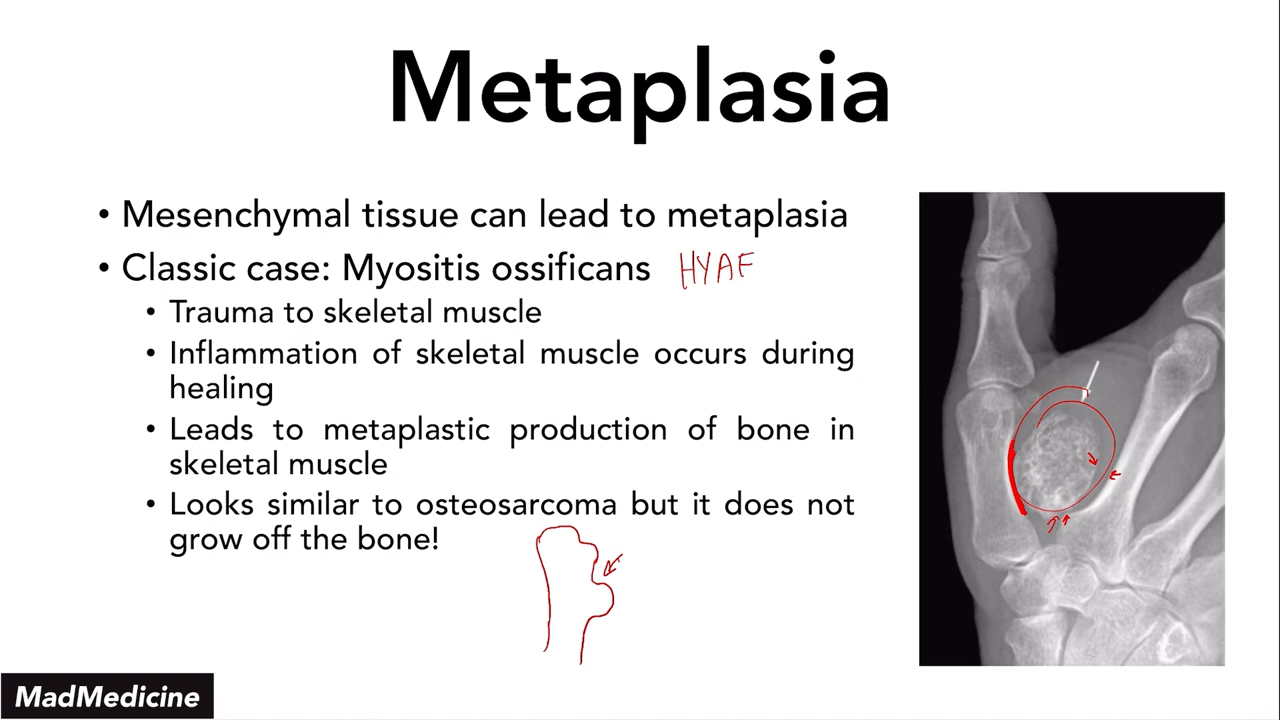 Metaplasia
• Mesenchymal tissue can lead to metaplasia
• Classic case: Myositis ossificans HYAF
• Trauma to skeletal muscle
• Inflammation of skeletal muscle occurs during
healing
• Leads to metaplastic production of bone in
skeletal muscle
• Looks similar to osteosarcoma but it does not
grow off the bone!
MadMedicine